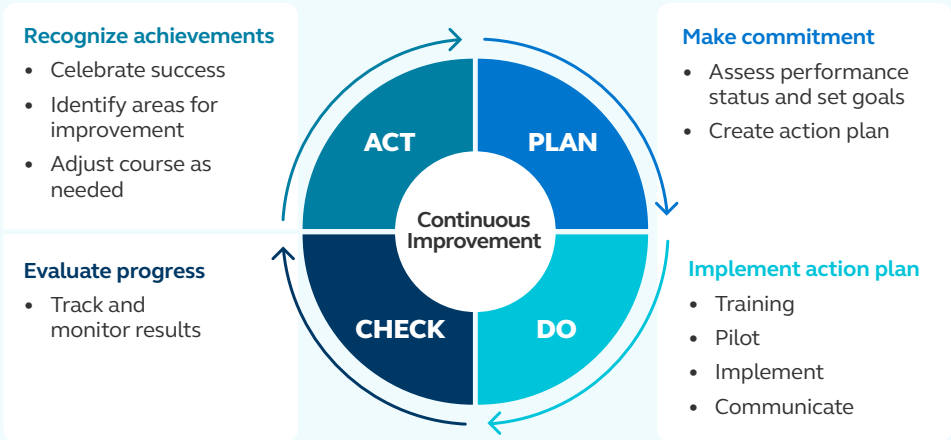 Recognize achievements
• Celebrate success
• Identify areas for
improvement
• Adjust course as
needed
Make commitment
• Assess performance
status and set goals
• Create action plan
ACT
PLAN
Continuous
Improvement
CHECK
DO
Evaluate progress
• Track and
monitor results
Implement action plan
• Training
• Pilot
• Implement
• Communicate